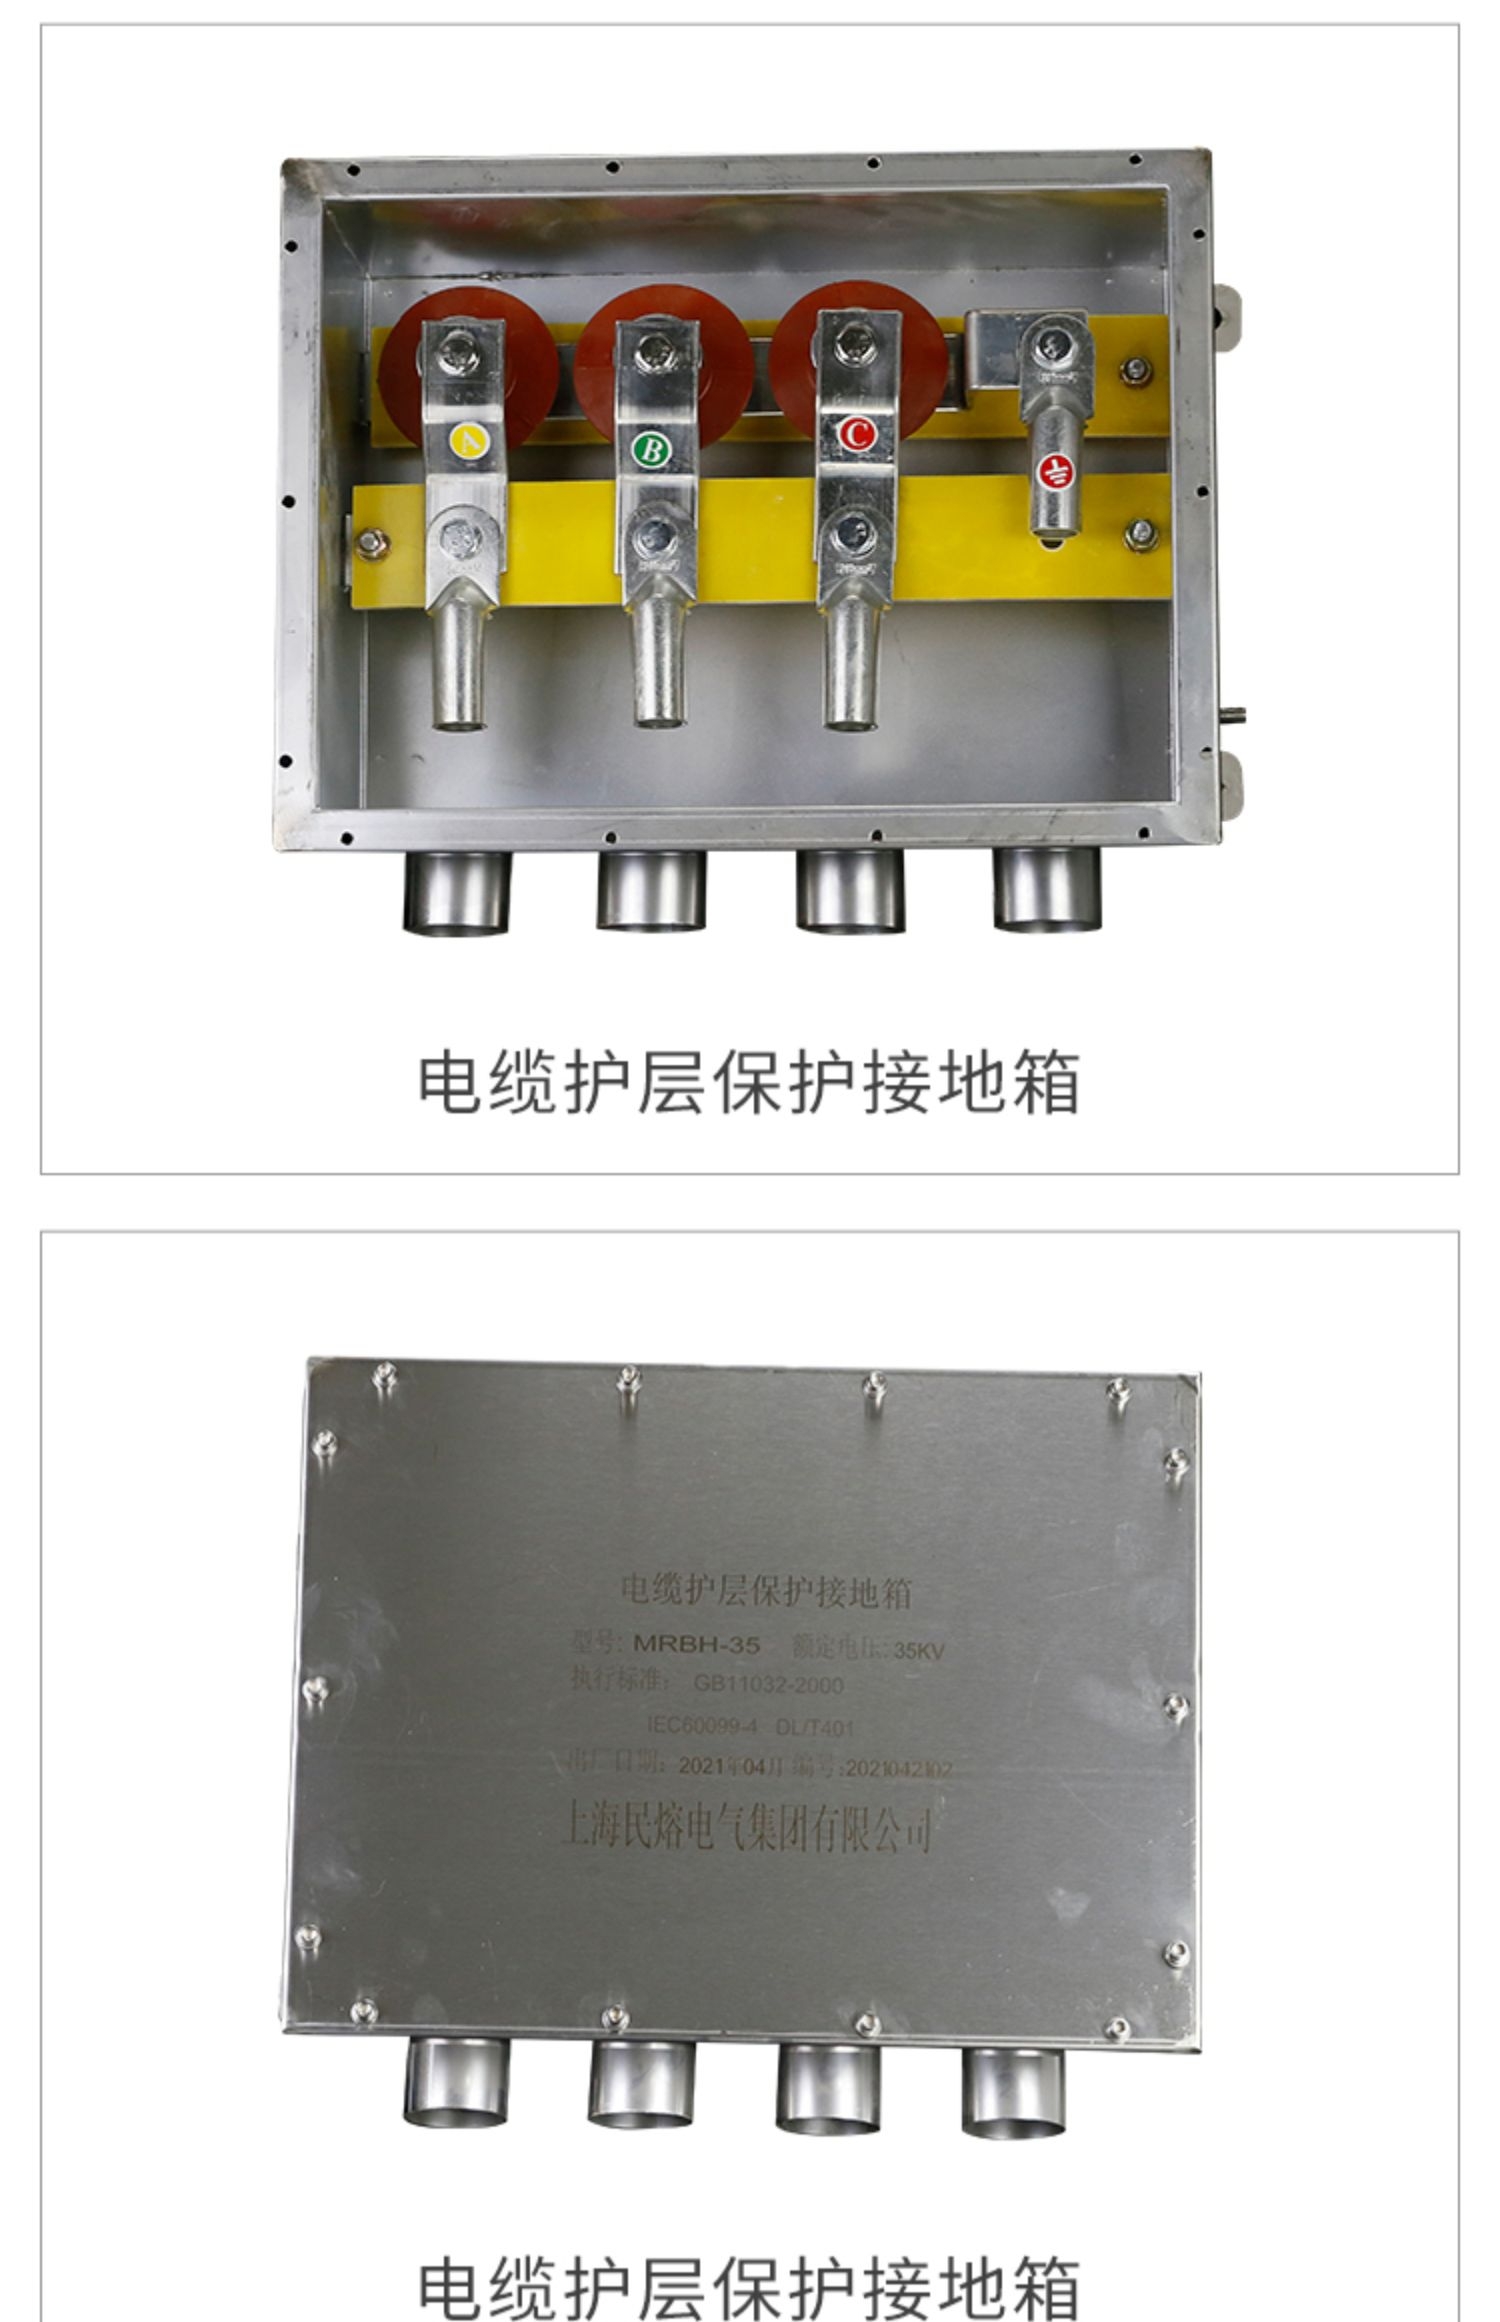 A
B
C
电缆护层保护接地箱
电缆护层保护接地箱
型号: MRBH-35 额定电压: 35KV
执行标准: GB11032-2000
IEC60099-4 DL/T401
出厂日期: 2021年04月 编号:2021042102
上海民熔电气集团有限公司
电缆护层保护接地箱